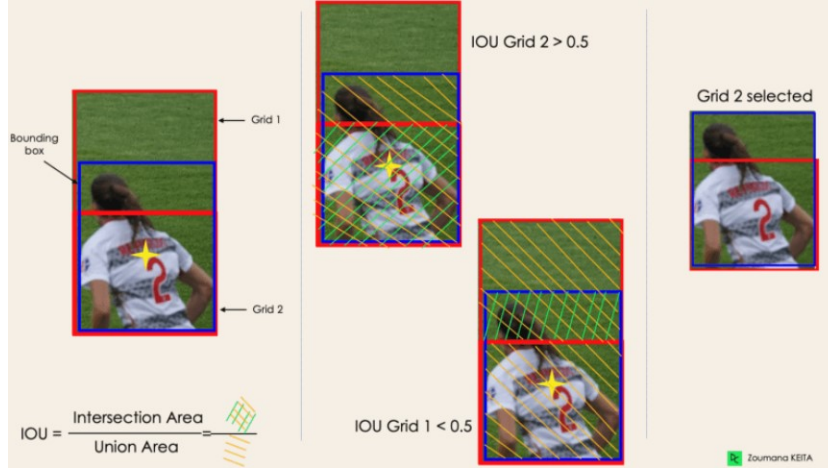 Bounding
box
Grid 1
Grid 2
IOU =
Intersection Area
Union Area
=
IOU Grid 2 > 0.5
IOU Grid 1 < 0.5
Grid 2 selected
2
2
2
2
Zoumana KEITA